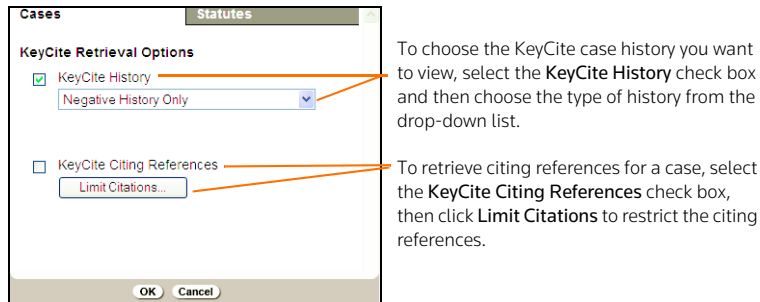 Cases Statutes
KeyCite Retrieval Options
KeyCite History
Negative History Only
KeyCite Citing References
Limit Citations...
OK Cancel
To choose the KeyCite case history you want
to view, select the KeyCite History check box
and then choose the type of history from the
drop-down list.
To retrieve citing references for a case, select
the KeyCite Citing References check box,
then click Limit Citations to restrict the citing
references.